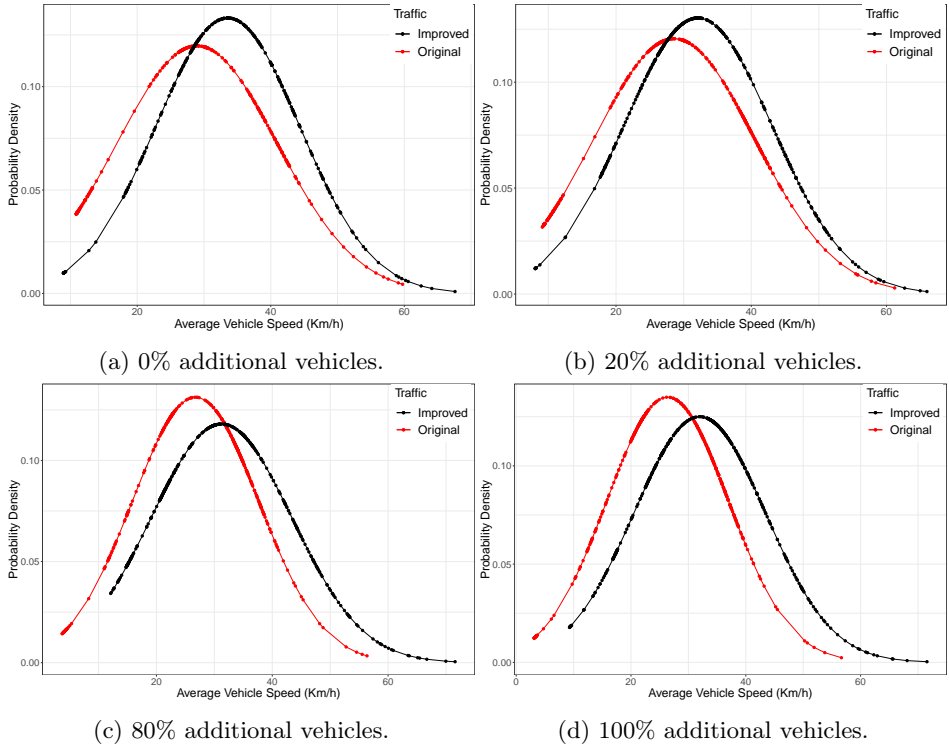 Traffic
Improved
Original
Probability Density
0.10
0.05
0.00
20 40 60
Average Vehicle Speed (Km/h)
(a) 0% additional vehicles.
Traffic
Improved
Original
Probability Density
0.10
0.05
0.00
20 40 60
Average Vehicle Speed (Km/h)
(b) 20% additional vehicles.
Traffic
Improved
Original
Probability Density
0.10
0.05
0.00
20 40 60
Average Vehicle Speed (Km/h)
(c) 80% additional vehicles.
Traffic
Improved
Original
Probability Density
0.10
0.05
0.00
0 20 40 60
Average Vehicle Speed (Km/h)
(d) 100% additional vehicles.